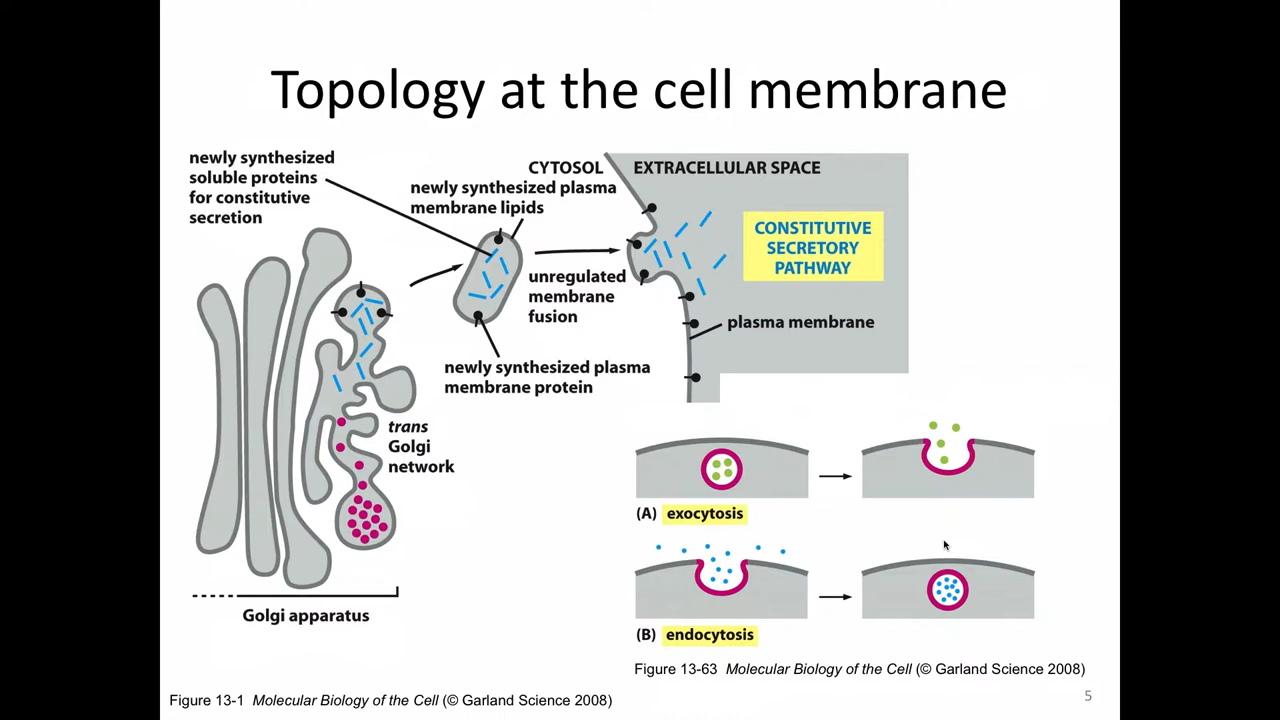 Topology at the cell membrane
newly synthesized
soluble proteins
for constitutive
secretion
CYTOSOL
EXTRACELLULAR SPACE
newly synthesized plasma
membrane lipids
CONSTITUTIVE
SECRETORY
PATHWAY
unregulated
membrane
fusion
plasma membrane
newly synthesized plasma
membrane protein
trans
Golgi
network
Golgi apparatus
(A) exocytosis
(B) endocytosis
Figure 13-63 Molecular Biology of the Cell (© Garland Science 2008)
Figure 13-1 Molecular Biology of the Cell (© Garland Science 2008)
5